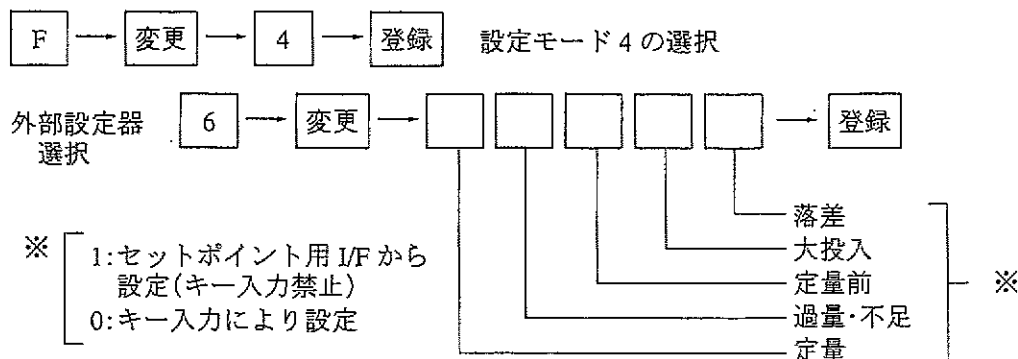 F 変更 4 登録 設定モード4の選択
外部設定器 6 変更 登録
選択
落差
大投入
定量前
過量・不足
定量
※
※ 1:セットポイント用 I/F から
設定(キー入力禁止)
0:キー入力により設定